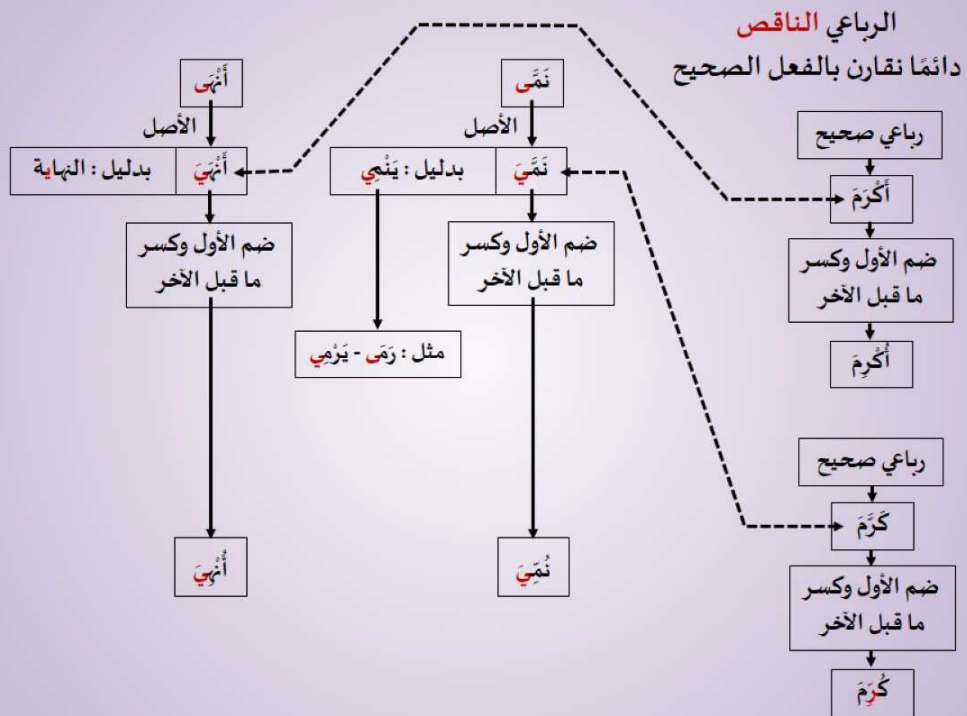 الرباعي الناقص
دائمًا نقارن بالفعل الصحيح
رباعي صحيح
أَكْرَمَ
ضم الأول وكسر
ما قبل الآخر
أُكْرِمَ
رباعي صحيح
كَرَّمَ
ضم الأول وكسر
ما قبل الآخر
كُرِّمَ
نَمَّى
الأصل
نَمَّيَ
بدليل : يَنْمِي
ضم الأول وكسر
ما قبل الآخر
مثل : رَمَى - يَرْمِي
نُمِّيَ
أَنْهَى
الأصل
أَنْهَيَ
بدليل : النهاية
ضم الأول وكسر
ما قبل الآخر
أُنْهِيَ